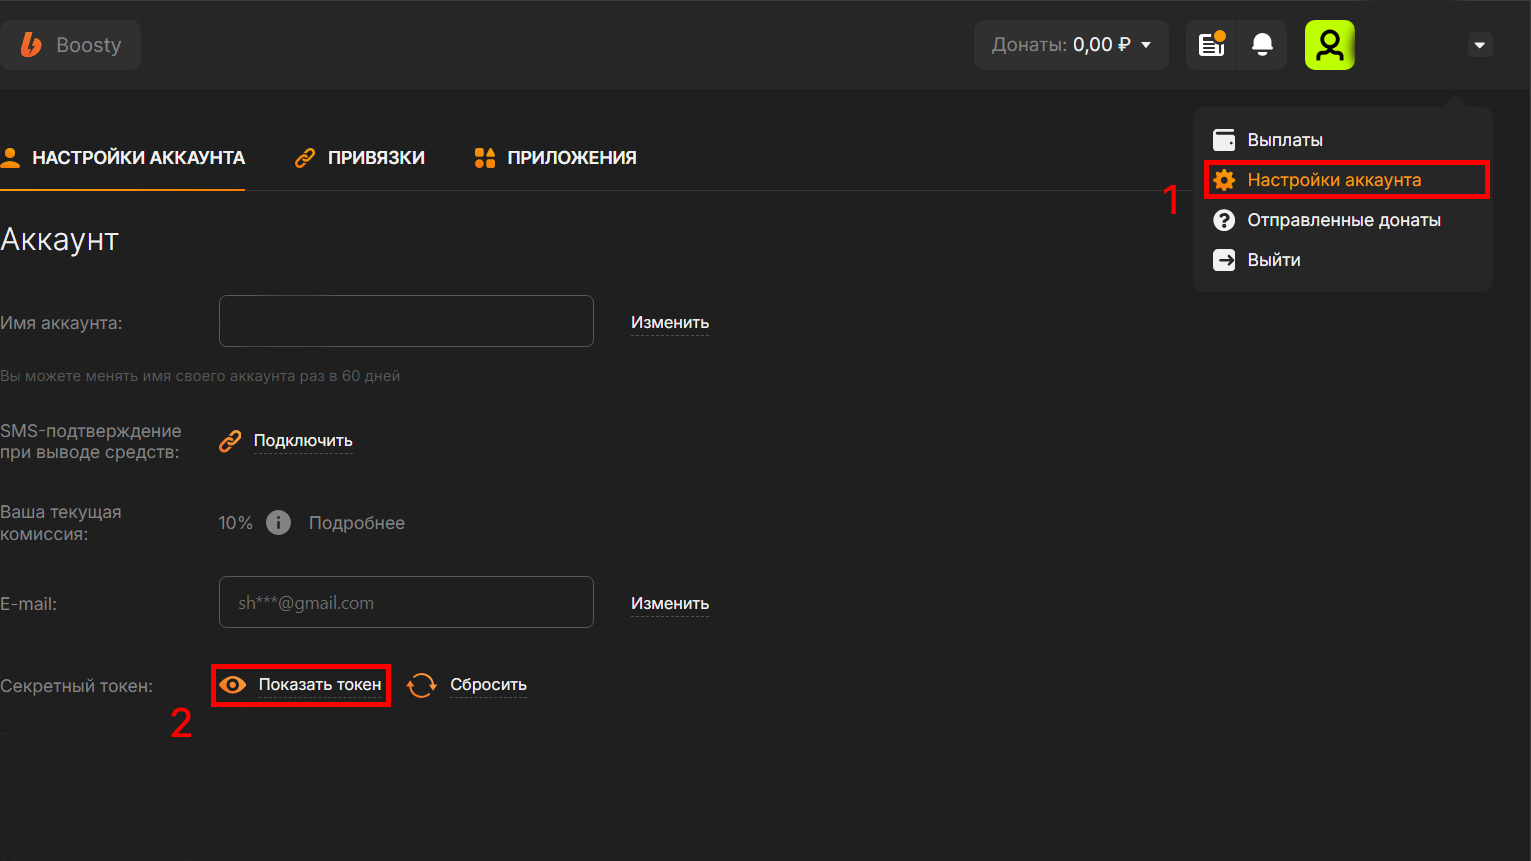 Boosty
Донаты: 0,00 ₽
НАСТРОЙКИ АККАУНТА
ПРИВЯЗКИ
ПРИЛОЖЕНИЯ
Выплаты
1
Настройки аккаунта
Отправленные донаты
Выйти
Аккаунт
Имя аккаунта:
Изменить
Вы можете менять имя своего аккаунта раз в 60 дней
SMS-подтверждение
при выводе средств:
Подключить
Ваша текущая
комиссия:
10%
Подробнее
E-mail:
sh***@gmail.com
Изменить
Секретный токен:
Показать токен
Сбросить
2